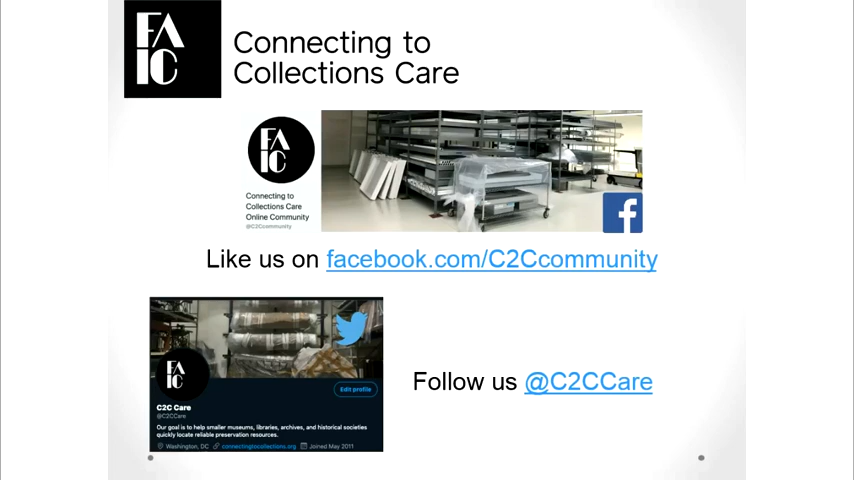 FA
IC
Connecting to
Collections Care
FA
IC
Connecting to
Collections Care
Online Community
@C2Ccommunity
f
Like us on facebook.com/C2Ccommunity
FA
IC
Edit profile
C2C Care
@C2CCare
Our goal is to help smaller museums, libraries, archives, and historical societies
quickly locate reliable preservation resources.
Washington, DC connectingtocollections.org Joined May 2011
Follow us @C2CCare